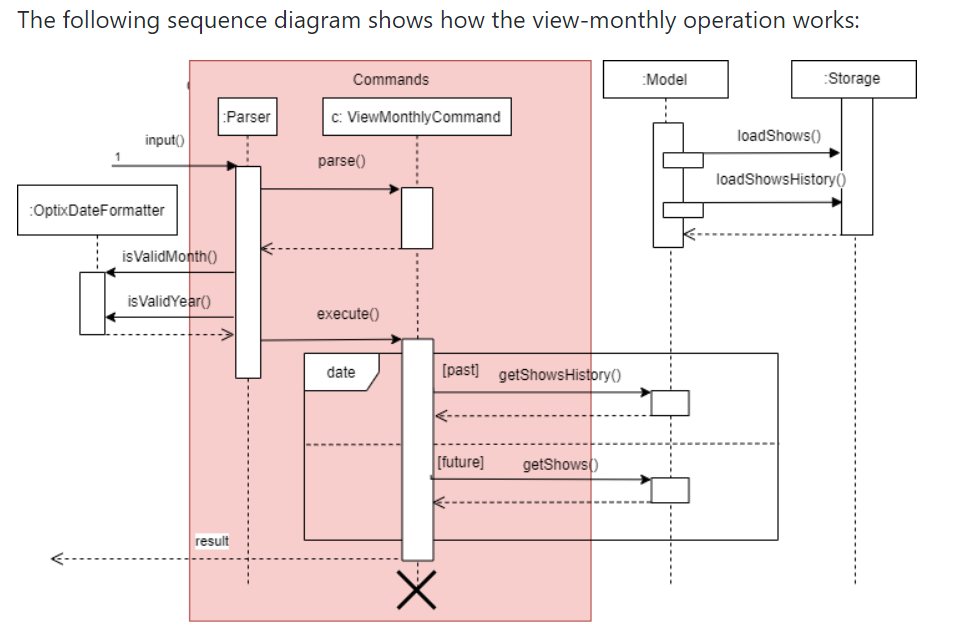 The following sequence diagram shows how the view-monthly operation works:
Commands
:Model
:Storage
:Parser
c: ViewMonthlyCommand
input()
1
parse()
loadShows()
loadShowsHistory()
:OptixDateFormatter
isValidMonth()
isValidYear()
execute()
date
[past]
getShowsHistory()
[future]
getShows()
result